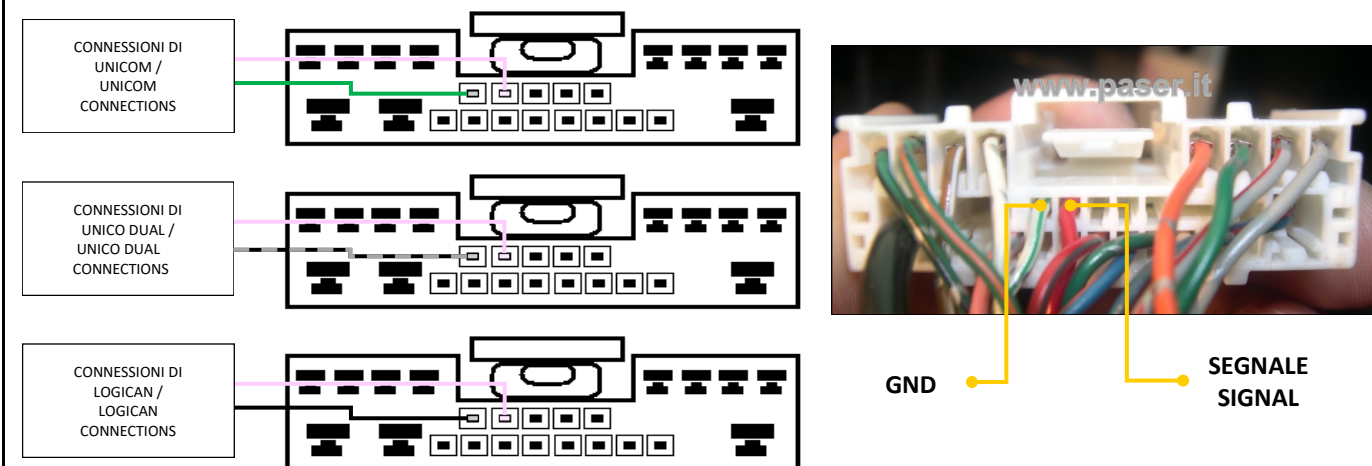 CONNESSIONI DI
UNICOM /
UNICOM
CONNECTIONS
CONNESSIONI DI
UNICO DUAL /
UNICO DUAL
CONNECTIONS
CONNESSIONI DI
LOGICAN /
LOGICAN
CONNECTIONS
www.paser.it
GND
SEGNALE
SIGNAL